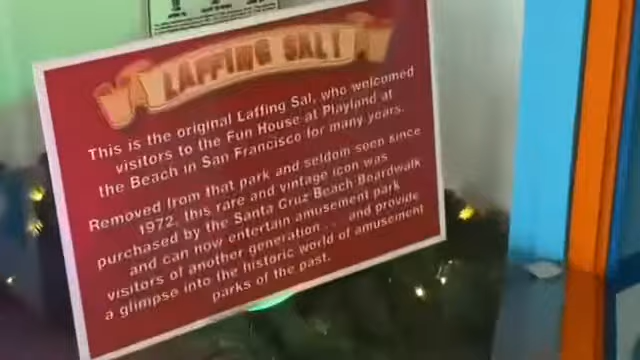 LAFFING SAL
This is the original Laffing Sal, who welcomed
visitors to the Fun House at Playland at
the Beach in San Francisco for many years.
Removed from that park and seldom seen since
1972, this rare and vintage icon was
purchased by the Santa Cruz Beach Boardwalk
and can now entertain amusement park
visitors of another generation . . . and provide
a glimpse into the historic world of amusement
parks of the past.